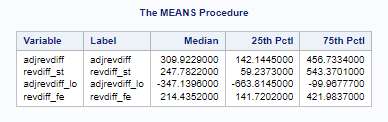 The MEANS Procedure
Variable Label Median 25th Pctl 75th Pctl
adjrevdiff adjrevdiff 309.9229000 142.1445000 456.7334000
revdiff_st revdiff_st 247.7822000 59.2373000 543.3701000
adjrevdiff_lo adjrevdiff_lo -347.1396000 -663.8145000 -99.9677700
revdiff_fe revdiff_fe 214.4352000 141.7202000 421.9837000